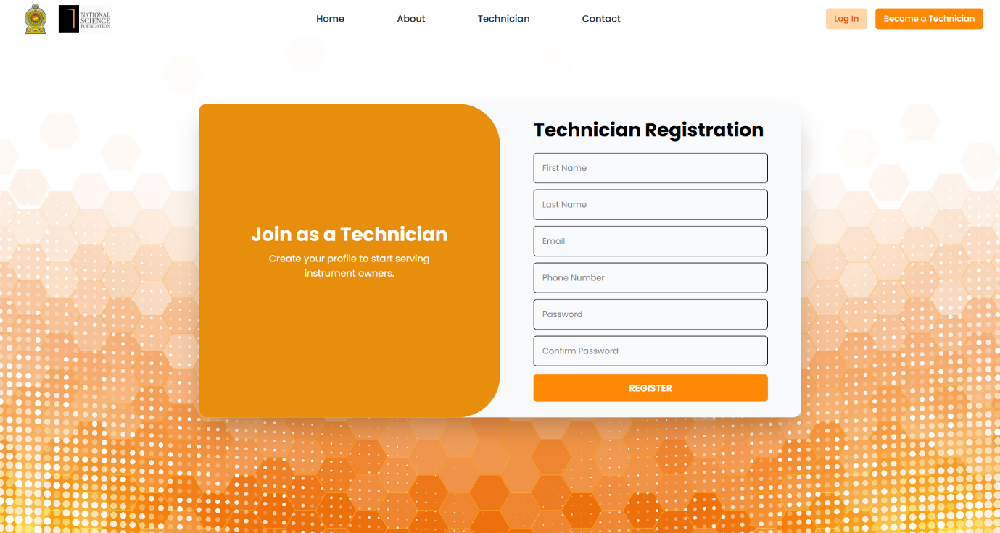 NATIONAL
SCIENCE
FOUNDATION
Home
About
Technician
Contact
Log In
Become a Technician
Join as a Technician
Create your profile to start serving
instrument owners.
Technician Registration
First Name
Last Name
Email
Phone Number
Password
Confirm Password
REGISTER